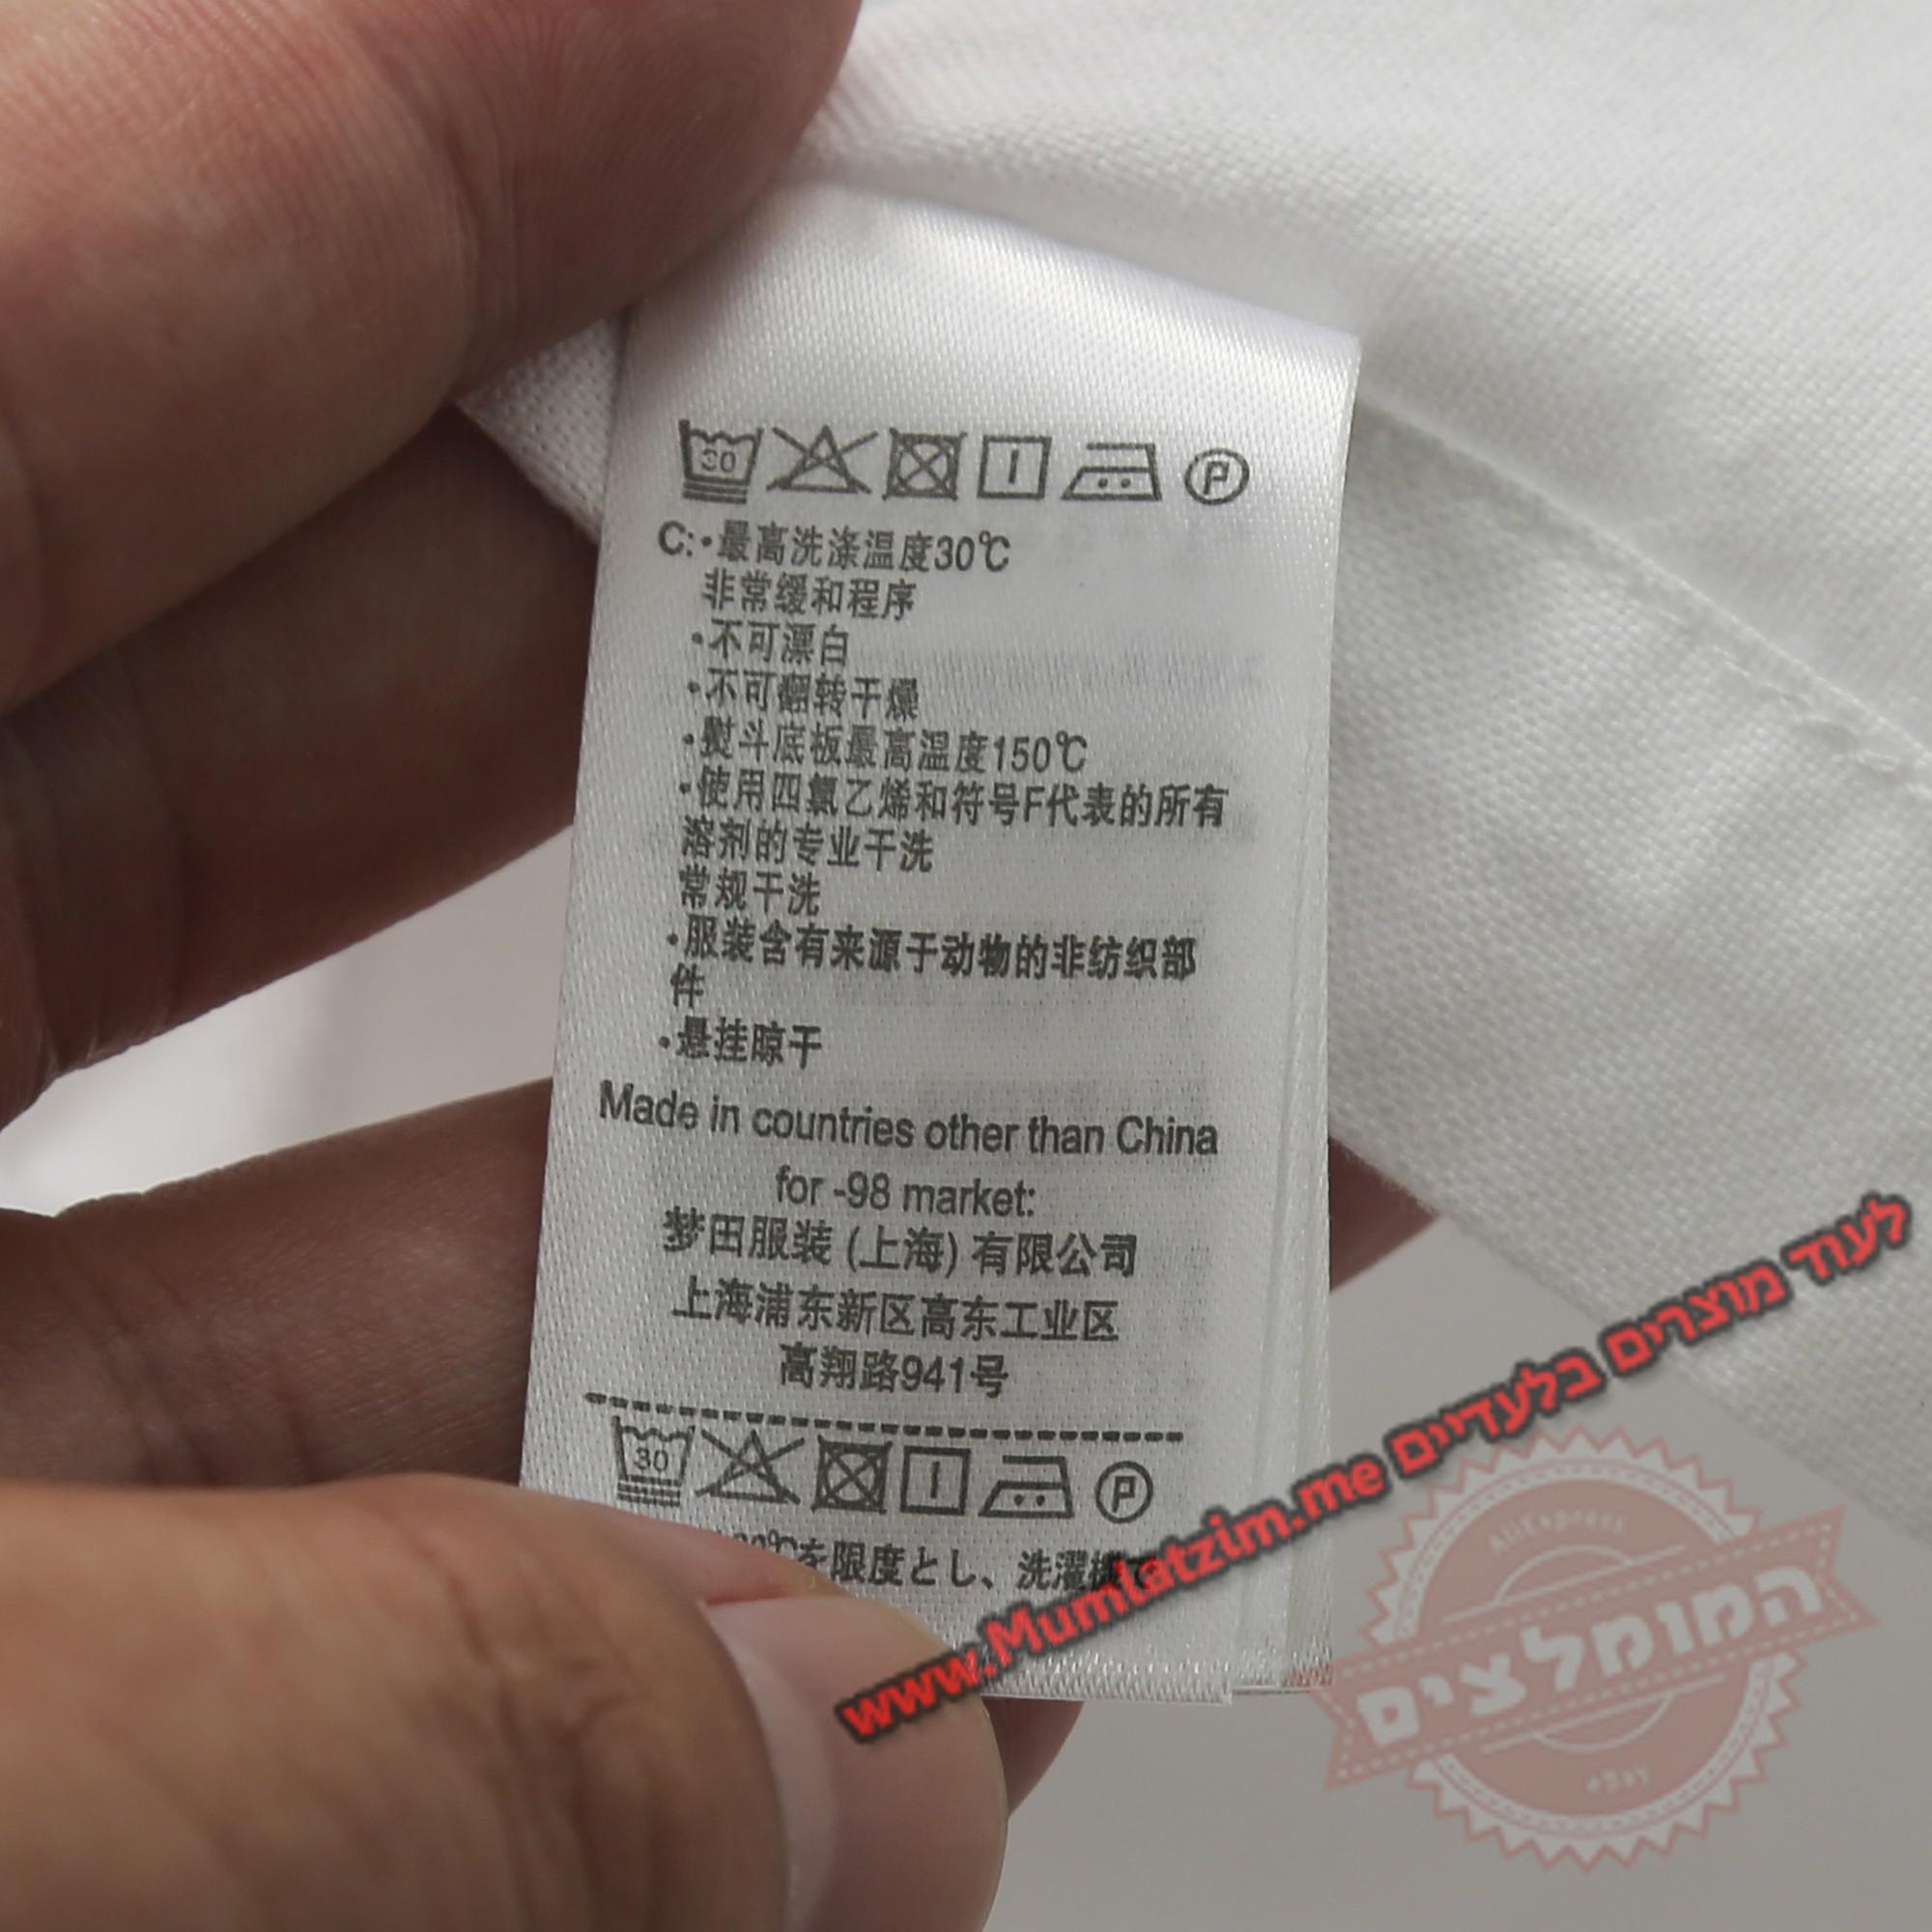 30
C:•最高洗涤温度30℃
非常缓和程序
•不可漂白
•不可翻转干燥
•熨斗底板最高温度150℃
•使用四氯乙烯和符号F代表的所有
溶剂的专业干洗
常规干洗
•服装含有来源于动物的非纺织部
件
•悬挂晾干
Made in countries other than China
for -98 market:
梦田服装 (上海) 有限公司
上海浦东新区高东工业区
高翔路941号
30
℃を限度とし、洗濯機で
www.Mumlatzim.me לעוד מוצרים בלעדיים
AliExpress
המומלצים
eBay